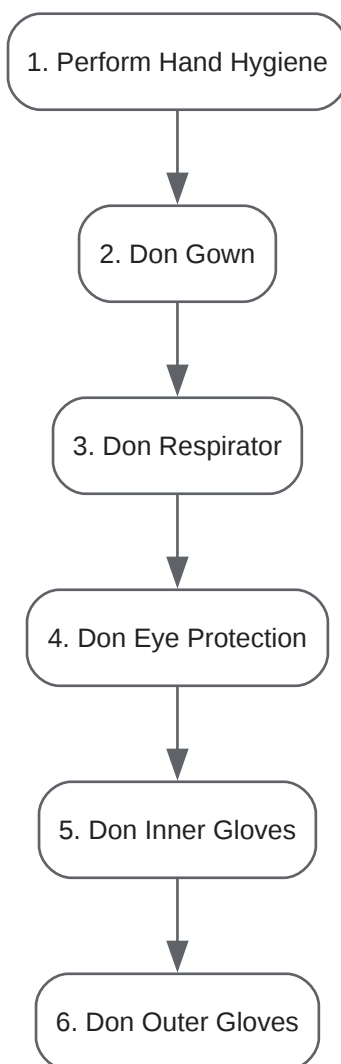 1. Perform Hand Hygiene
2. Don Gown
3. Don Respirator
4. Don Eye Protection
5. Don Inner Gloves
6. Don Outer Gloves